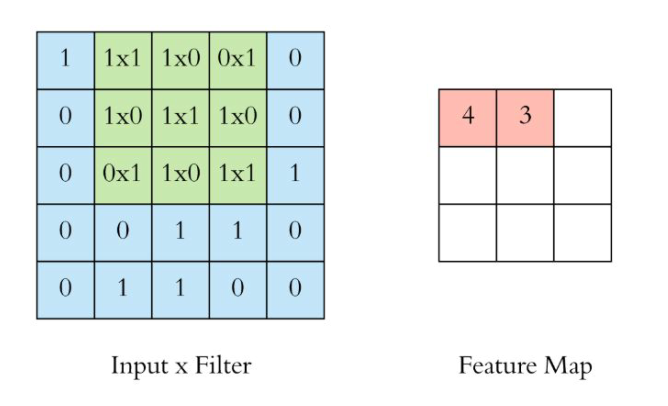 1 1x1 1x0 0x1 0
0 1x0 1x1 1x0 0
0 0x1 1x0 1x1 1
0 0 1 1 0
0 1 1 0 0
Input x Filter
4 3
Feature Map